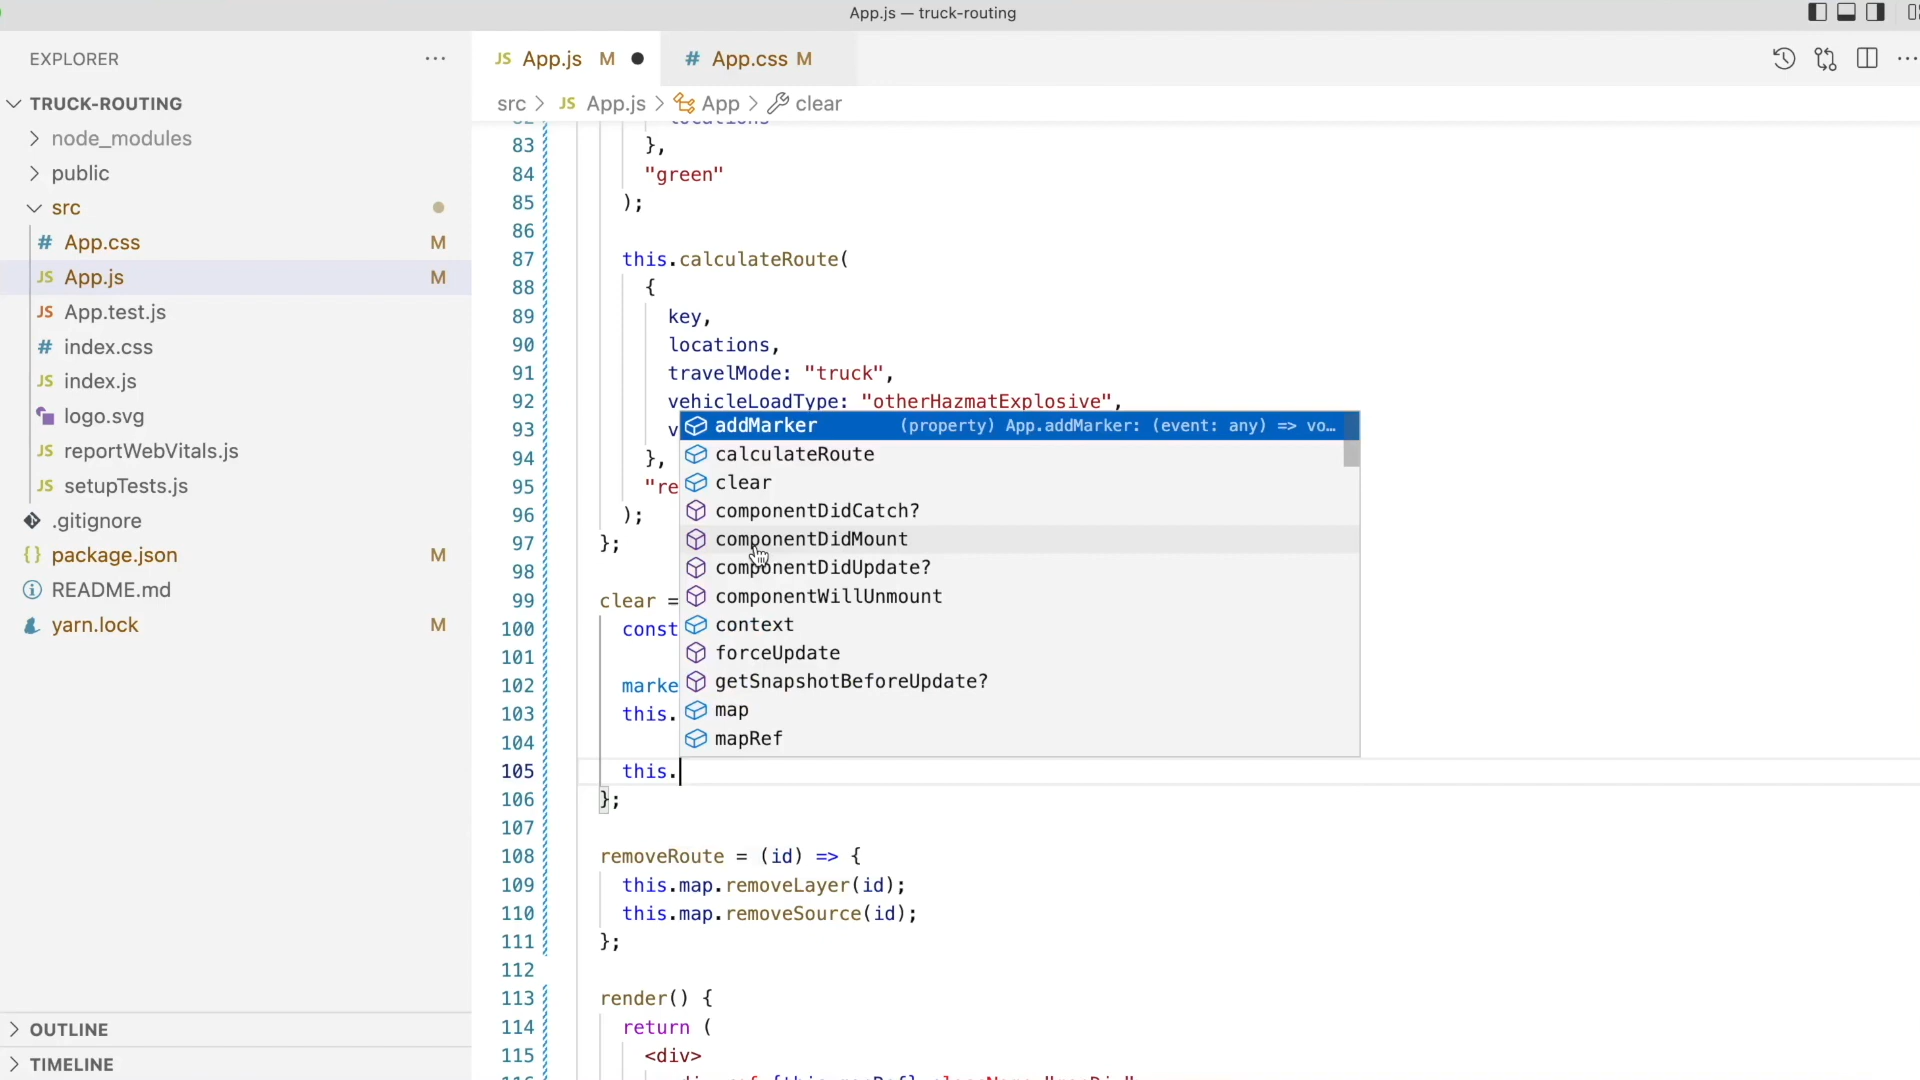 App.js — truck-routing
EXPLORER
JS App.js M
# App.css M
TRUCK-ROUTING
src > JS App.js > App > clear
node_modules
public
src
# App.css M
JS App.js M
JS App.test.js
# index.css
JS index.js
logo.svg
JS reportWebVitals.js
JS setupTests.js
.gitignore
{} package.json M
README.md
yarn.lock M
OUTLINE
TIMELINE
83 },
84 "green"
85 );
86
87 this.calculateRoute(
88 {
89 key,
90 locations,
91 travelMode: "truck",
92 vehicleLoadType: "otherHazmatExplosive",
93 v
94 },
95 "re
96 );
97 };
98
99 clear =
100 const
101
102 marke
103 this.
104
105 this.
106 };
107
108 removeRoute = (id) => {
109 this.map.removeLayer(id);
110 this.map.removeSource(id);
111 };
112
113 render() {
114 return (
115 <div>
addMarker (property) App.addMarker: (event: any) => vo…
calculateRoute
clear
componentDidCatch?
componentDidMount
componentDidUpdate?
componentWillUnmount
context
forceUpdate
getSnapshotBeforeUpdate?
map
mapRef